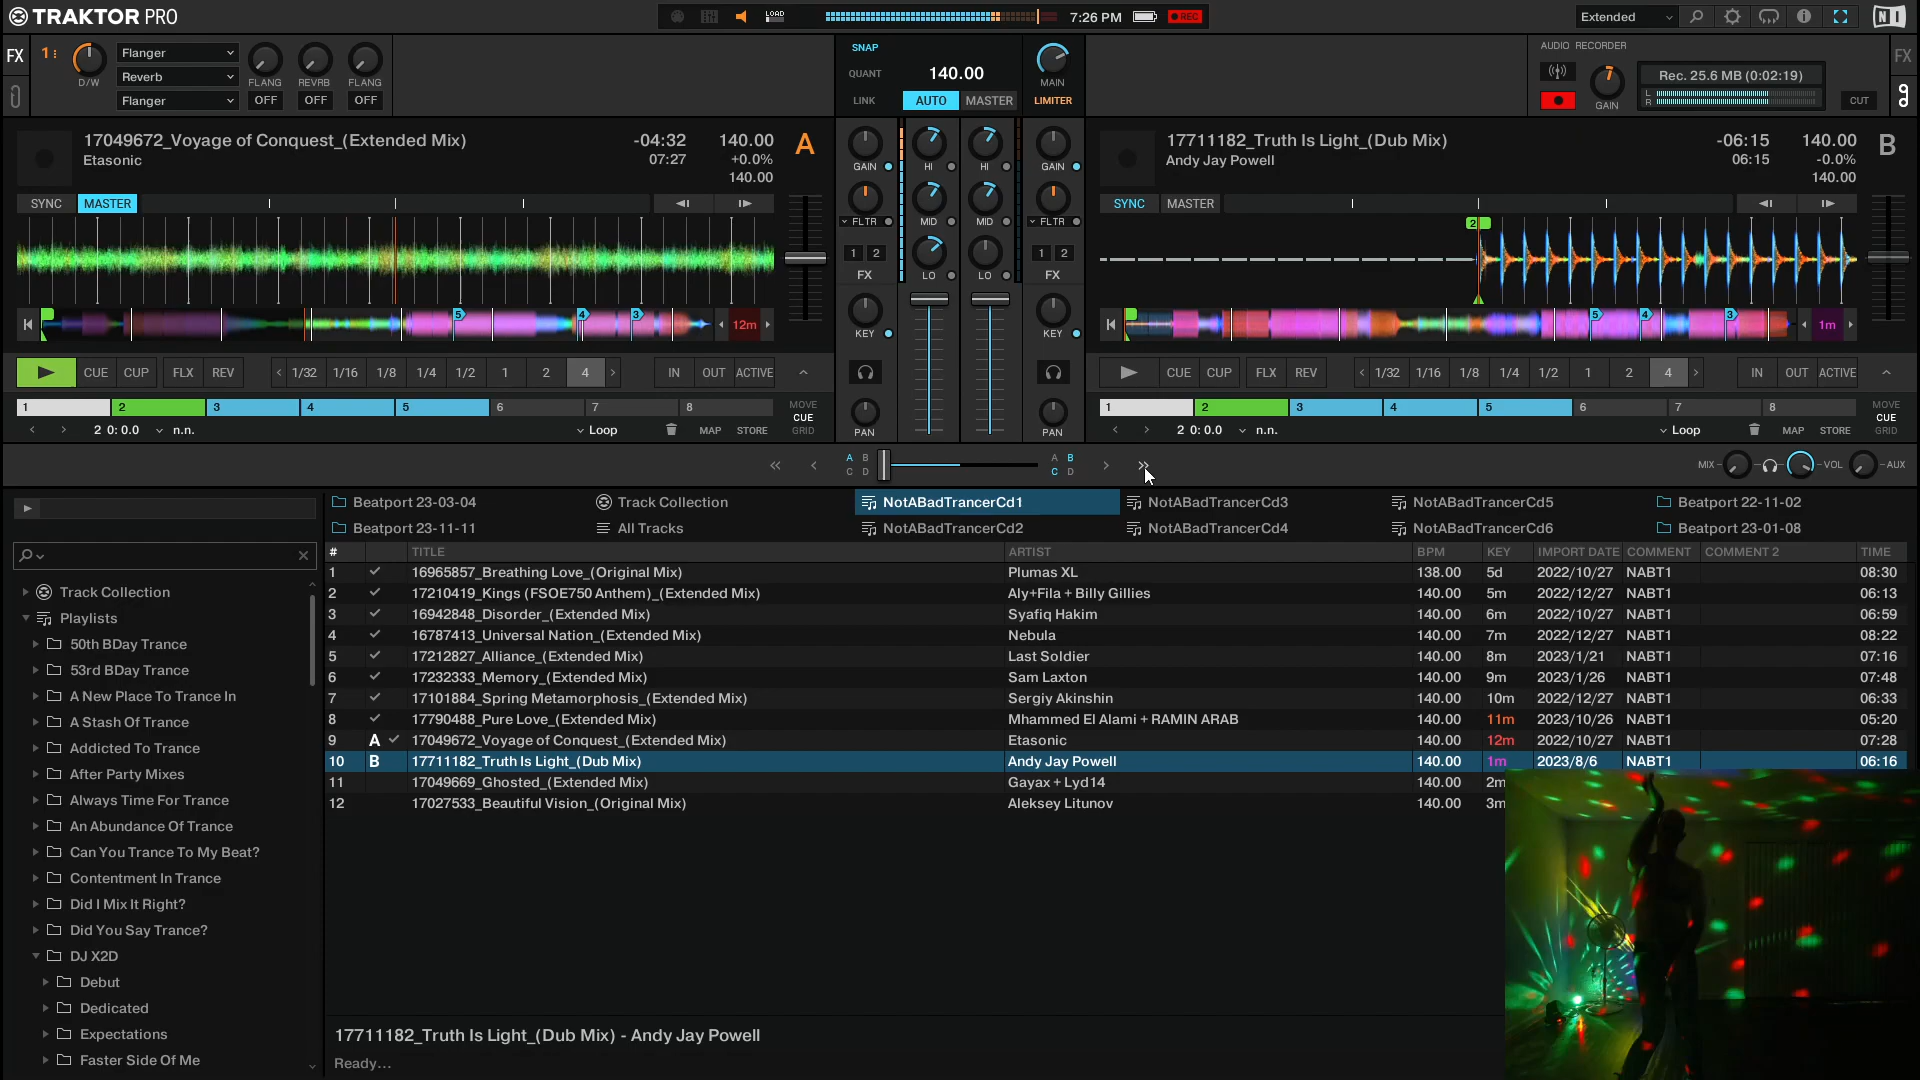 TRAKTOR PRO
LOAD 7:26 PM REC
Extended
FX 1 D/W Flanger Reverb Flanger FLANG OFF REVRB OFF FLANG OFF
SNAP QUANT LINK 140.00 AUTO MASTER MAIN LIMITER
AUDIO RECORDER GAIN Rec. 25.6 MB (0:02:19) L R CUT FX
17049672_Voyage of Conquest_(Extended Mix) -04:32 140.00 A
Etasonic 07:27 +0.0%
140.00
SYNC MASTER
5 4 3 12m
CUE CUP FLX REV 1/32 1/16 1/8 1/4 1/2 1 2 4 IN OUT ACTIVE
1 2 3 4 5 6 7 8 MOVE CUE GRID
2 0:0.0 n.n. Loop MAP STORE
GAIN HI HI GAIN
FLTR MID MID FLTR
1 2 FX LO LO 1 2 FX
KEY KEY
PAN PAN
17711182_Truth Is Light_(Dub Mix) -06:15 140.00 B
Andy Jay Powell 06:15 -0.0%
140.00
SYNC MASTER
2
5 4 3 1m
CUE CUP FLX REV 1/32 1/16 1/8 1/4 1/2 1 2 4 IN OUT ACTIVE
1 2 3 4 5 6 7 8 MOVE CUE GRID
2 0:0.0 n.n. Loop MAP STORE
A B C D A B C D MIX VOL AUX
Beatport 23-03-04 Track Collection NotABadTrancerCd1 NotABadTrancerCd3 NotABadTrancerCd5 Beatport 22-11-02
Beatport 23-11-11 All Tracks NotABadTrancerCd2 NotABadTrancerCd4 NotABadTrancerCd6 Beatport 23-01-08
# TITLE ARTIST BPM KEY IMPORT DATE COMMENT COMMENT 2 TIME
1 16965857_Breathing Love_(Original Mix) Plumas XL 138.00 5d 2022/10/27 NABT1 08:30
2 17210419_Kings (FSOE750 Anthem)_(Extended Mix) Aly+Fila + Billy Gillies 140.00 5m 2022/12/27 NABT1 06:13
3 16942848_Disorder_(Extended Mix) Syafiq Hakim 140.00 6m 2022/10/27 NABT1 06:59
4 16787413_Universal Nation_(Extended Mix) Nebula 140.00 7m 2022/12/27 NABT1 08:22
5 17212827_Alliance_(Extended Mix) Last Soldier 140.00 8m 2023/1/21 NABT1 07:16
6 17232333_Memory_(Extended Mix) Sam Laxton 140.00 9m 2023/1/26 NABT1 07:48
7 17101884_Spring Metamorphosis_(Extended Mix) Sergiy Akinshin 140.00 10m 2022/12/27 NABT1 06:33
8 17790488_Pure Love_(Extended Mix) Mhammed El Alami + RAMIN ARAB 140.00 11m 2023/10/26 NABT1 05:20
9 A 17049672_Voyage of Conquest_(Extended Mix) Etasonic 140.00 12m 2022/10/27 NABT1 07:28
10 B 17711182_Truth Is Light_(Dub Mix) Andy Jay Powell 140.00 1m 2023/8/6 NABT1 06:16
11 17049669_Ghosted_(Extended Mix) Gayax + Lyd14 140.00 2m
12 17027533_Beautiful Vision_(Original Mix) Aleksey Litunov 140.00 3m
Track Collection
Playlists
50th BDay Trance
53rd BDay Trance
A New Place To Trance In
A Stash Of Trance
Addicted To Trance
After Party Mixes
Always Time For Trance
An Abundance Of Trance
Can You Trance To My Beat?
Contentment In Trance
Did I Mix It Right?
Did You Say Trance?
DJ X2D
Debut
Dedicated
Expectations
Faster Side Of Me
17711182_Truth Is Light_(Dub Mix) - Andy Jay Powell
Ready...